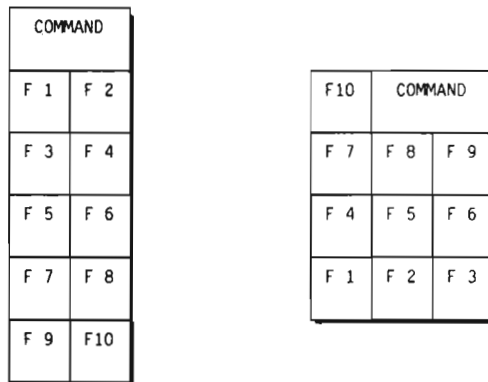 COMMAND
F 1 F 2
F 3 F 4
F 5 F 6
F 7 F 8
F 9 F10
F10 COMMAND
F 7 F 8 F 9
F 4 F 5 F 6
F 1 F 2 F 3